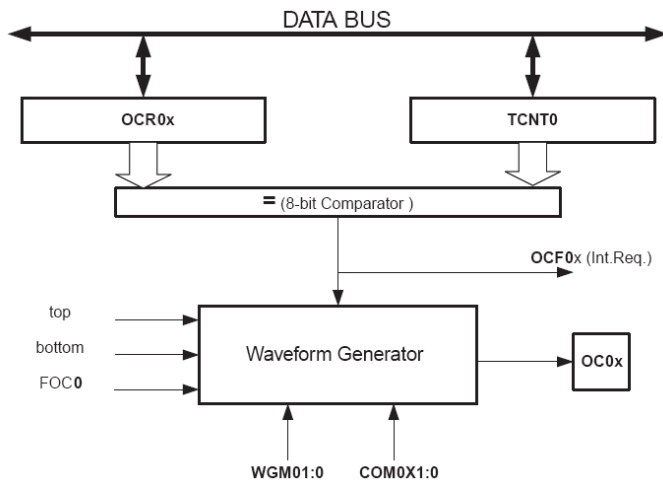 DATA BUS
OCR0x
TCNT0
= (8-bit Comparator )
OCF0x (Int.Req.)
top
bottom
FOC0
Waveform Generator
OC0x
WGM01:0
COM0X1:0